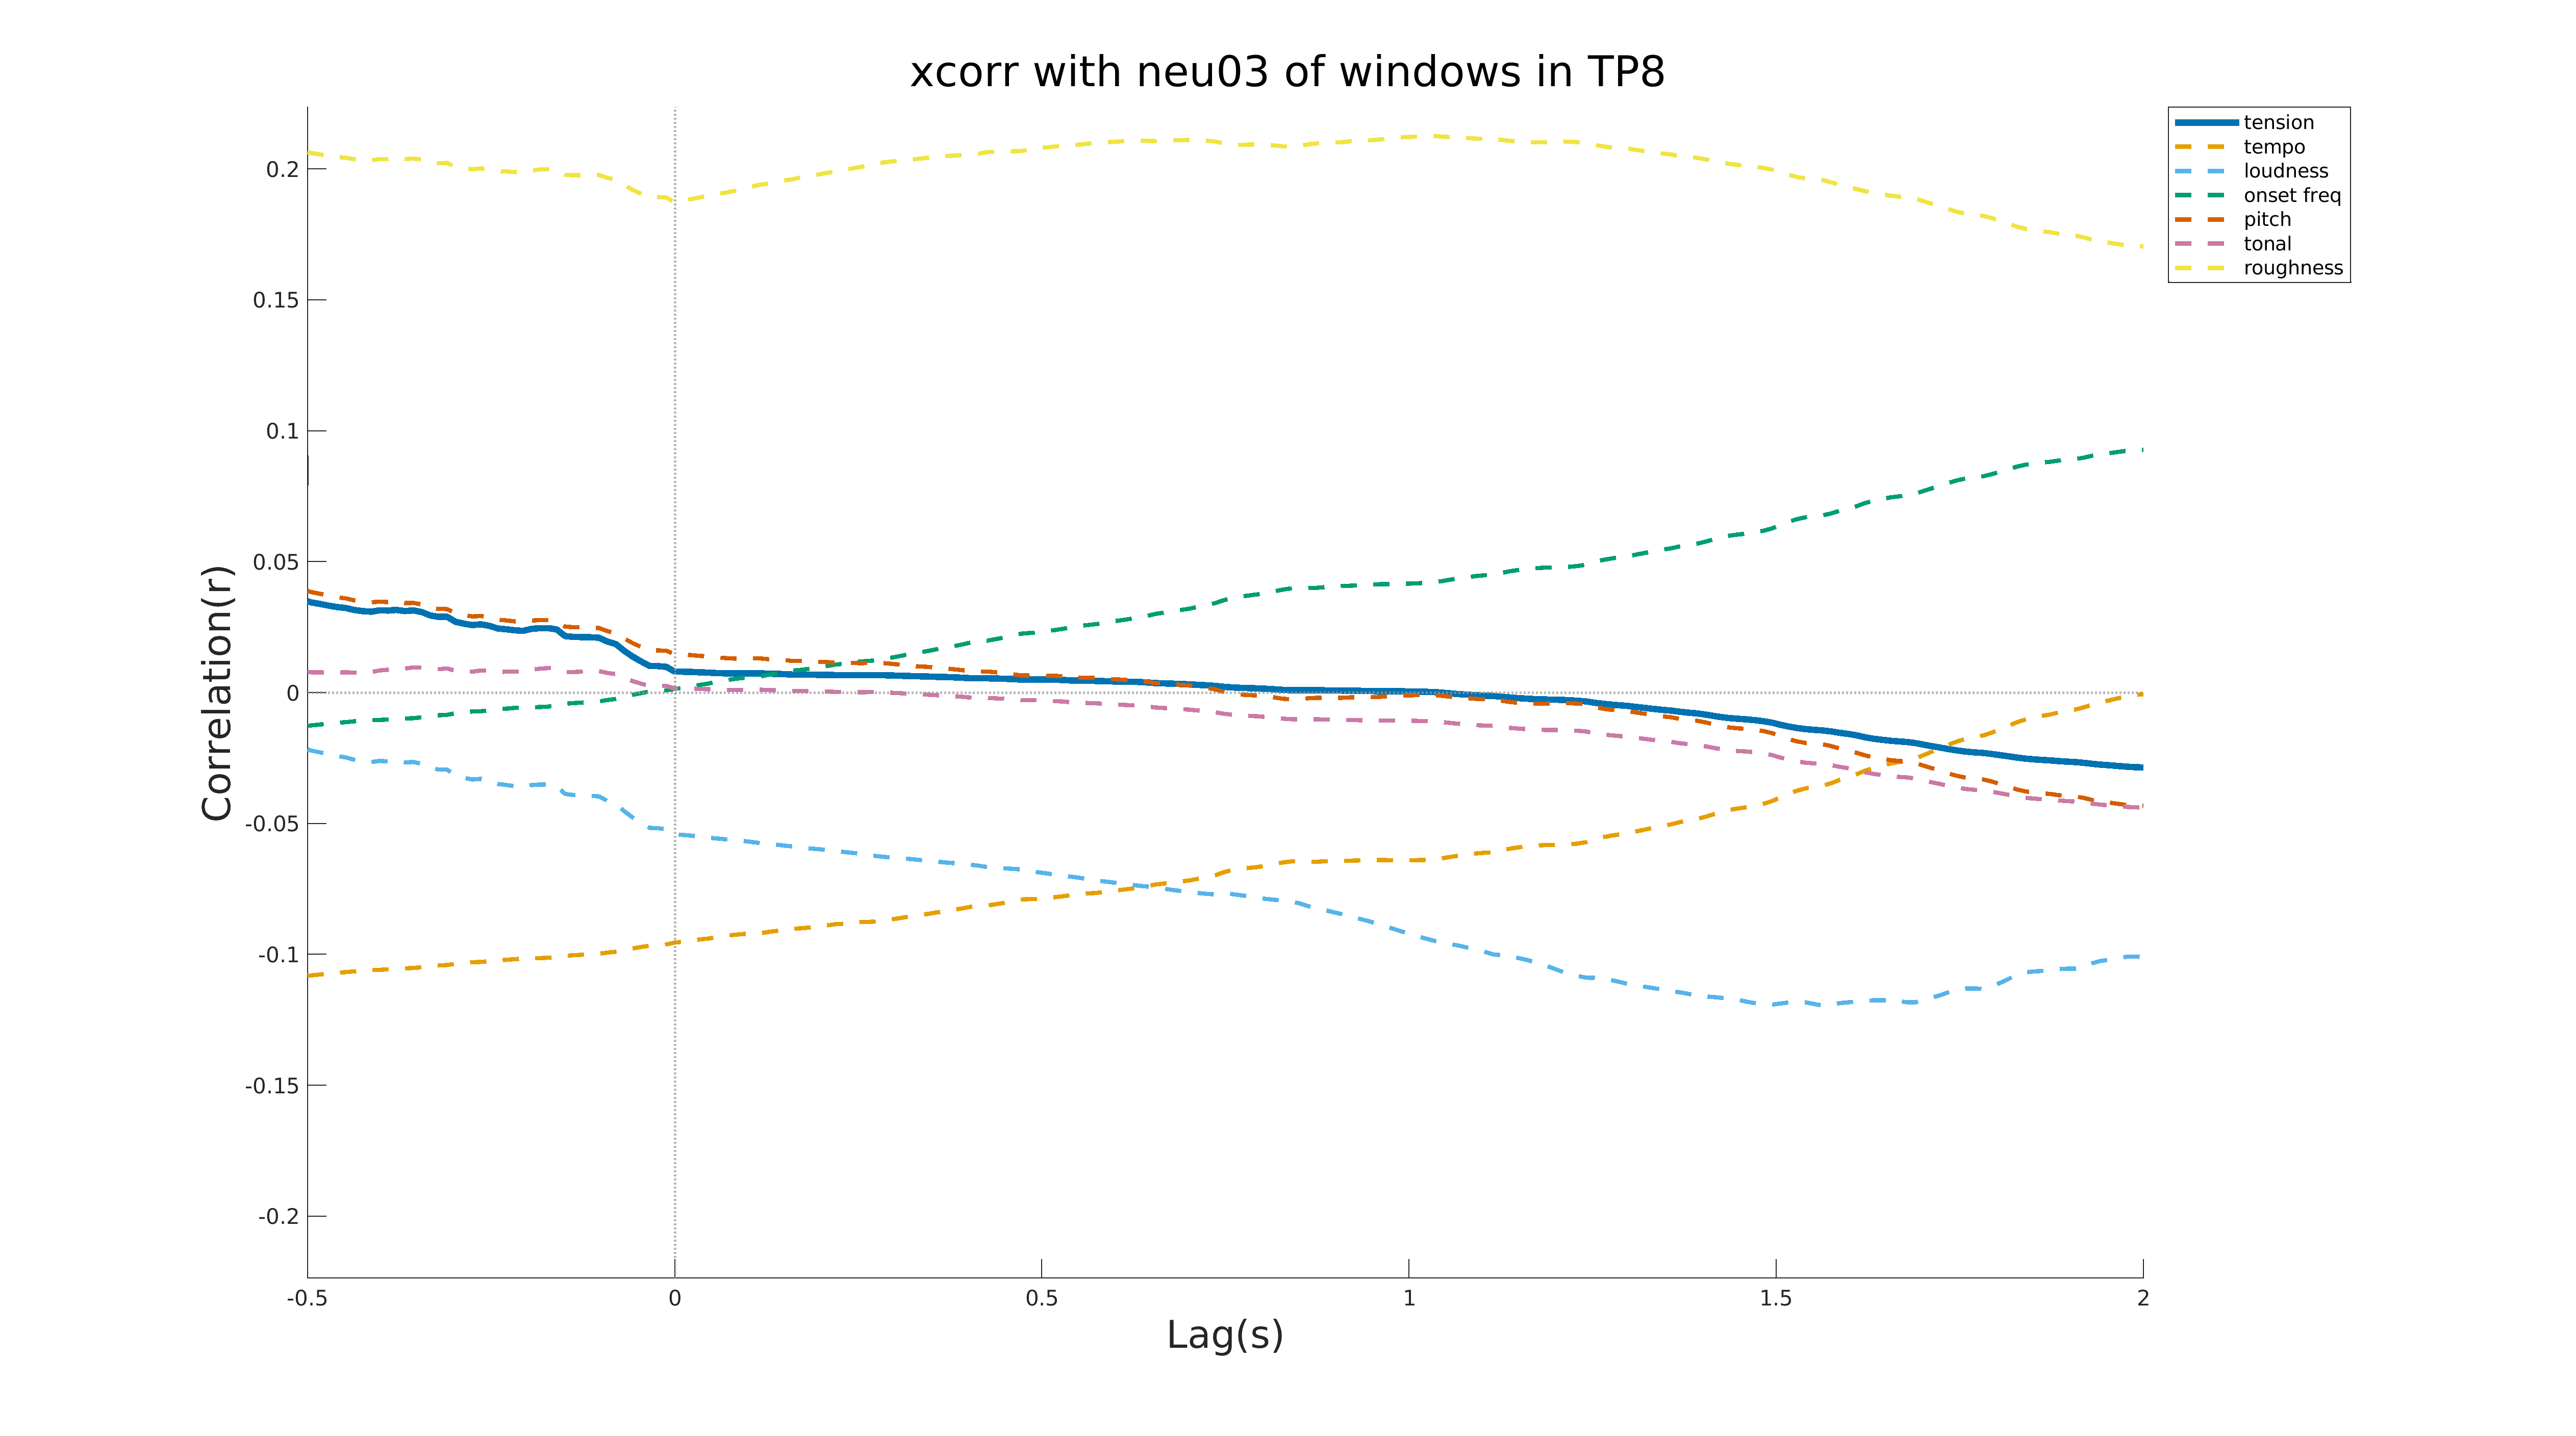 xcorr with neu03 of windows in TP8
tension
tempo
loudness
onset freq
pitch
tonal
roughness
0.2
0.15
0.1
0.05
0
-0.05
-0.1
-0.15
-0.2
Correlation(r)
-0.5
0
0.5
1
1.5
2
Lag(s)